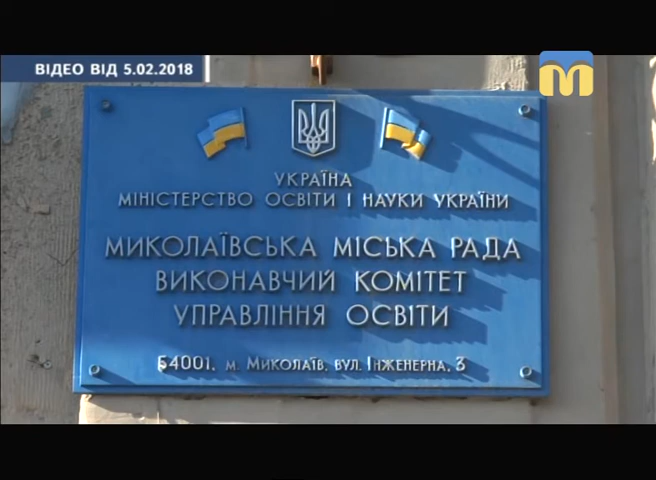 ВІДЕО ВІД 5.02.2018
М
УКРАЇНА
МІНІСТЕРСТВО ОСВІТИ І НАУКИ УКРАЇНИ
МИКОЛАЇВСЬКА МІСЬКА РАДА
ВИКОНАВЧИЙ КОМІТЕТ
УПРАВЛІННЯ ОСВІТИ
54001, м. Миколаїв, вул. Інженерна, 3